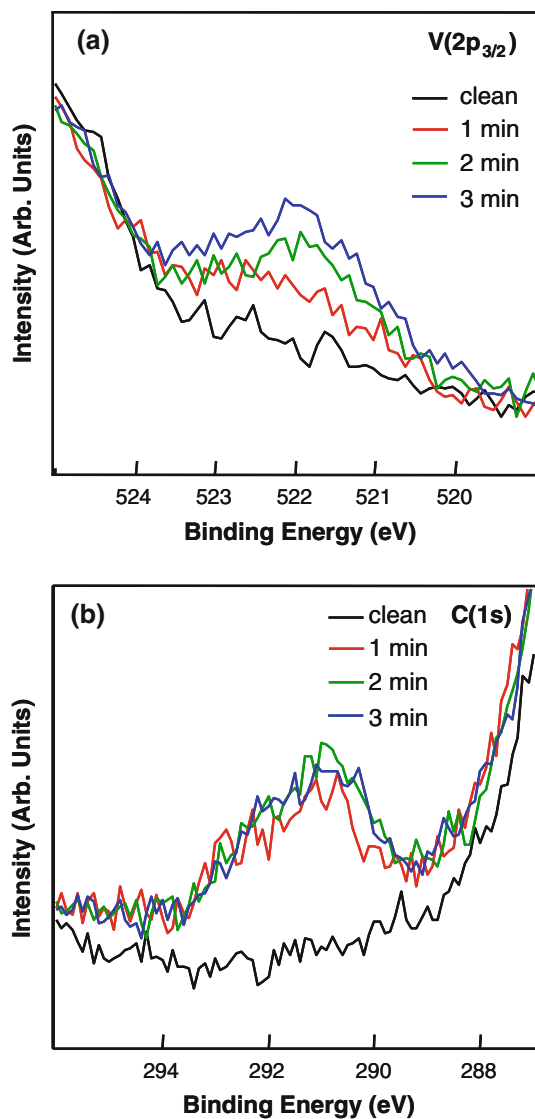 (a)
V(2p3/2)
clean
1 min
2 min
3 min
Intensity (Arb. Units)
524 523 522 521 520
Binding Energy (eV)
(b)
clean C(1s)
1 min
2 min
3 min
Intensity (Arb. Units)
294 292 290 288
Binding Energy (eV)